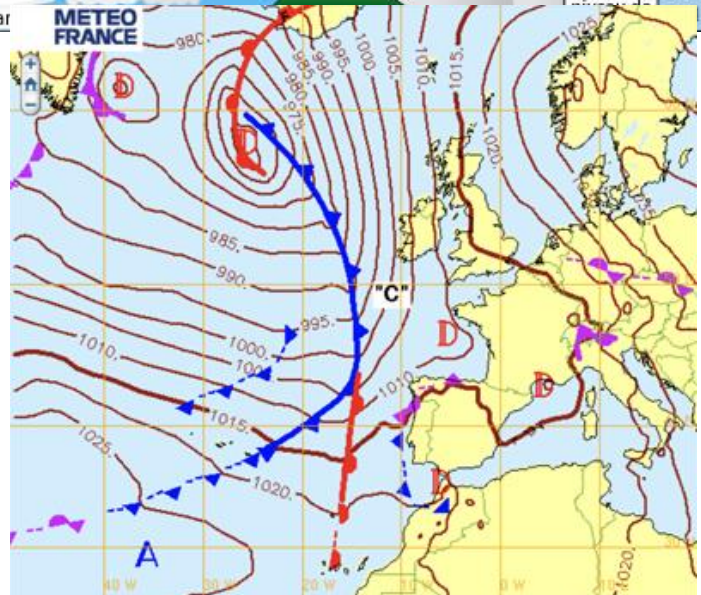 METEO
FRANCE
980.
985.
990.
995.
1000.
1005.
1010.
1015.
1020.
1025.
980.
975.
D
D
985.
990.
"C"
995.
D
1010.
1000.
1010.
D
1015.
1025.
1020.
D
A
1020.
40 W
30 W
20 W
10 W
0 W